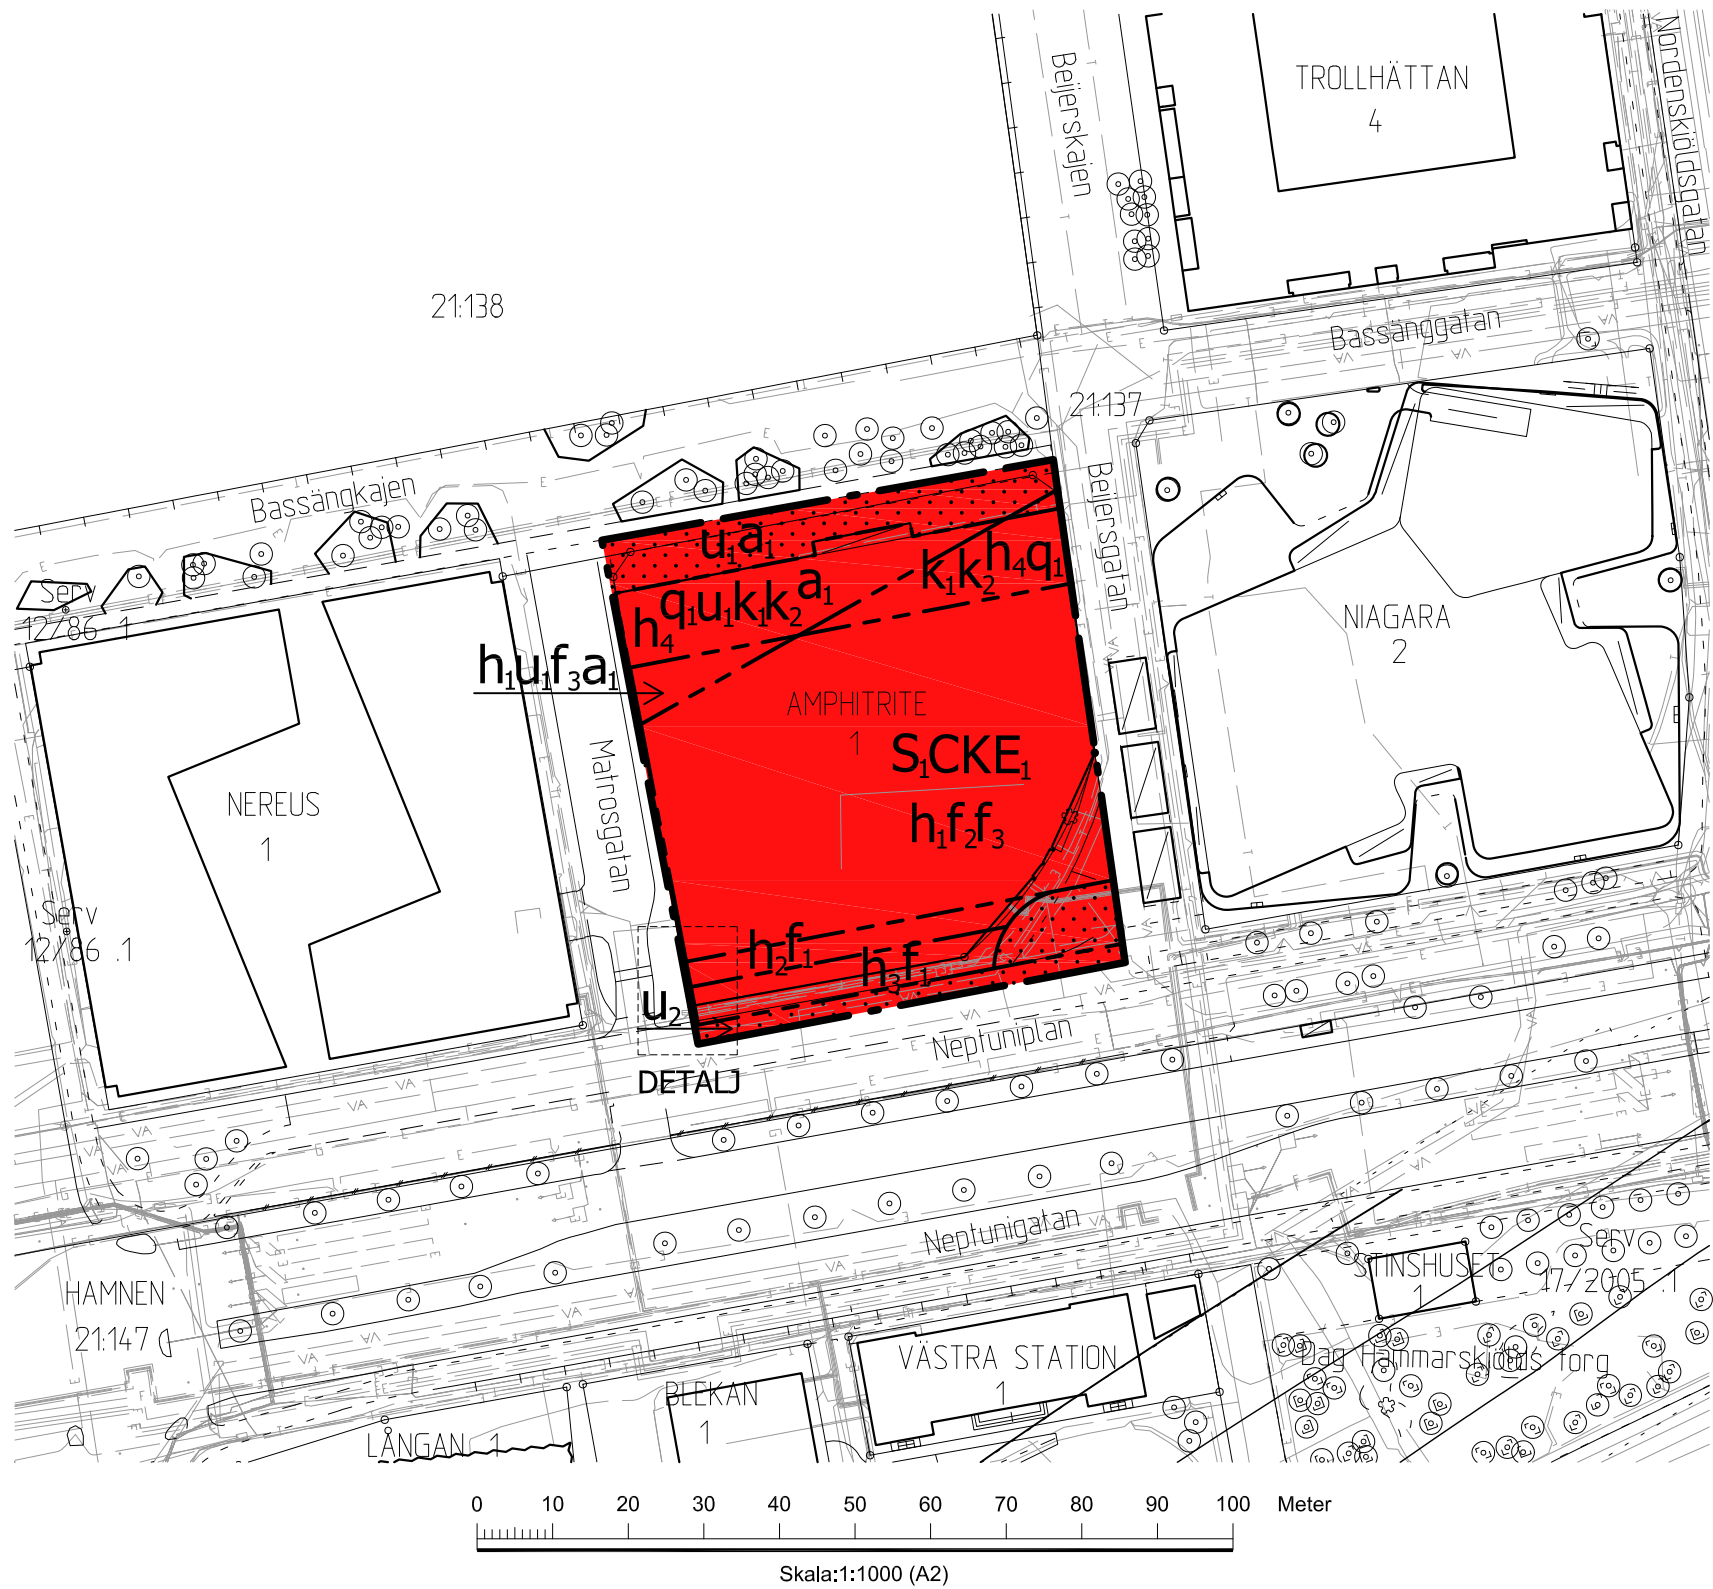 TROLLHÄTTAN
4
Nordenskiöldsgatan
Beijerskajen
21:138
Bassänggatan
21:137
Bassängkajen
Beijersgatan
Serv
12/86 .1
NIAGARA
2
u1a1
k1k2h4q1
h4q1u1k1k2a1
h1u1f3a1
AMPHITRITE
1
S1CKE1
h1f2f3
Matrosgatan
NEREUS
1
Serv
12/86 .1
h2f1
h3f1
u2
DETALJ
Neptuniplan
Neptunigatan
HAMNEN
21:147
STINSHUSET
1
Serv
17/2005 .1
VÄSTRA STATION
1
Dag Hammarskjölds torg
BLEKAN
1
LÅNGAN 1
0 10 20 30 40 50 60 70 80 90 100 Meter
Skala:1:1000 (A2)